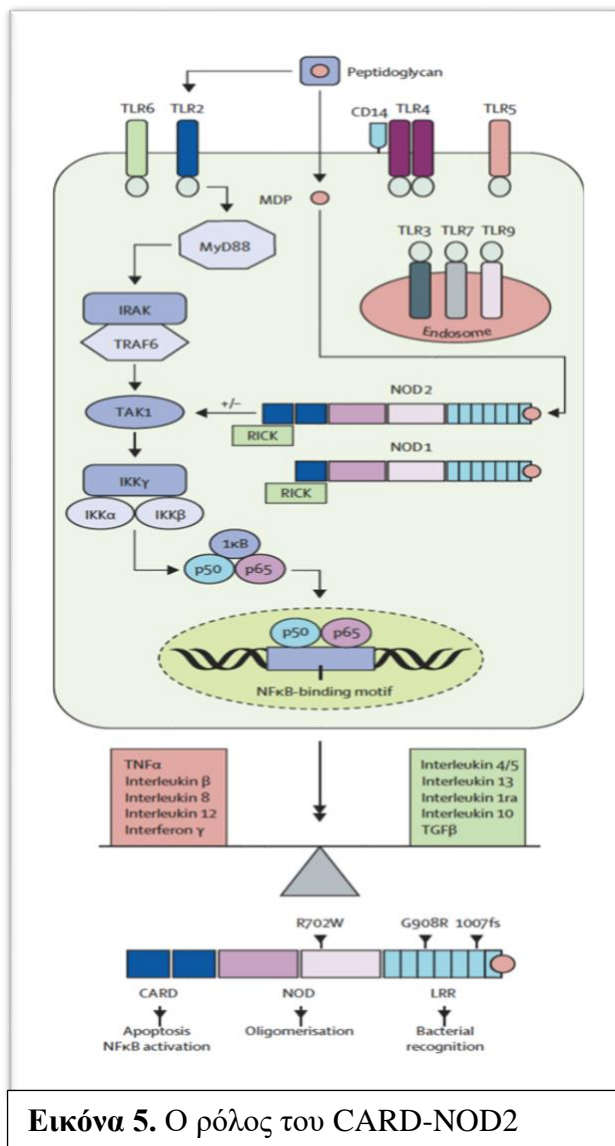 Peptidoglycan
TLR6 TLR2
CD14 TLR4
TLR5
MDP
MyD88
TLR3 TLR7 TLR9
IRAK
TRAF6
Endosome
TAK1
+/−
NOD2
RICK
NOD1
RICK
IKKγ
IKKα IKKβ
1κB
p50 p65
p50 p65
NFκB-binding motif
TNFα
Interleukin β
Interleukin 8
Interleukin 12
Interferon γ
Interleukin 4/5
Interleukin 13
Interleukin 1ra
Interleukin 10
TGFβ
R702W
G908R 1007fs
CARD NOD LRR
Apoptosis
NFκB activation
Oligomerisation
Bacterial
recognition
Εικόνα 5. Ο ρόλος του CARD-NOD2